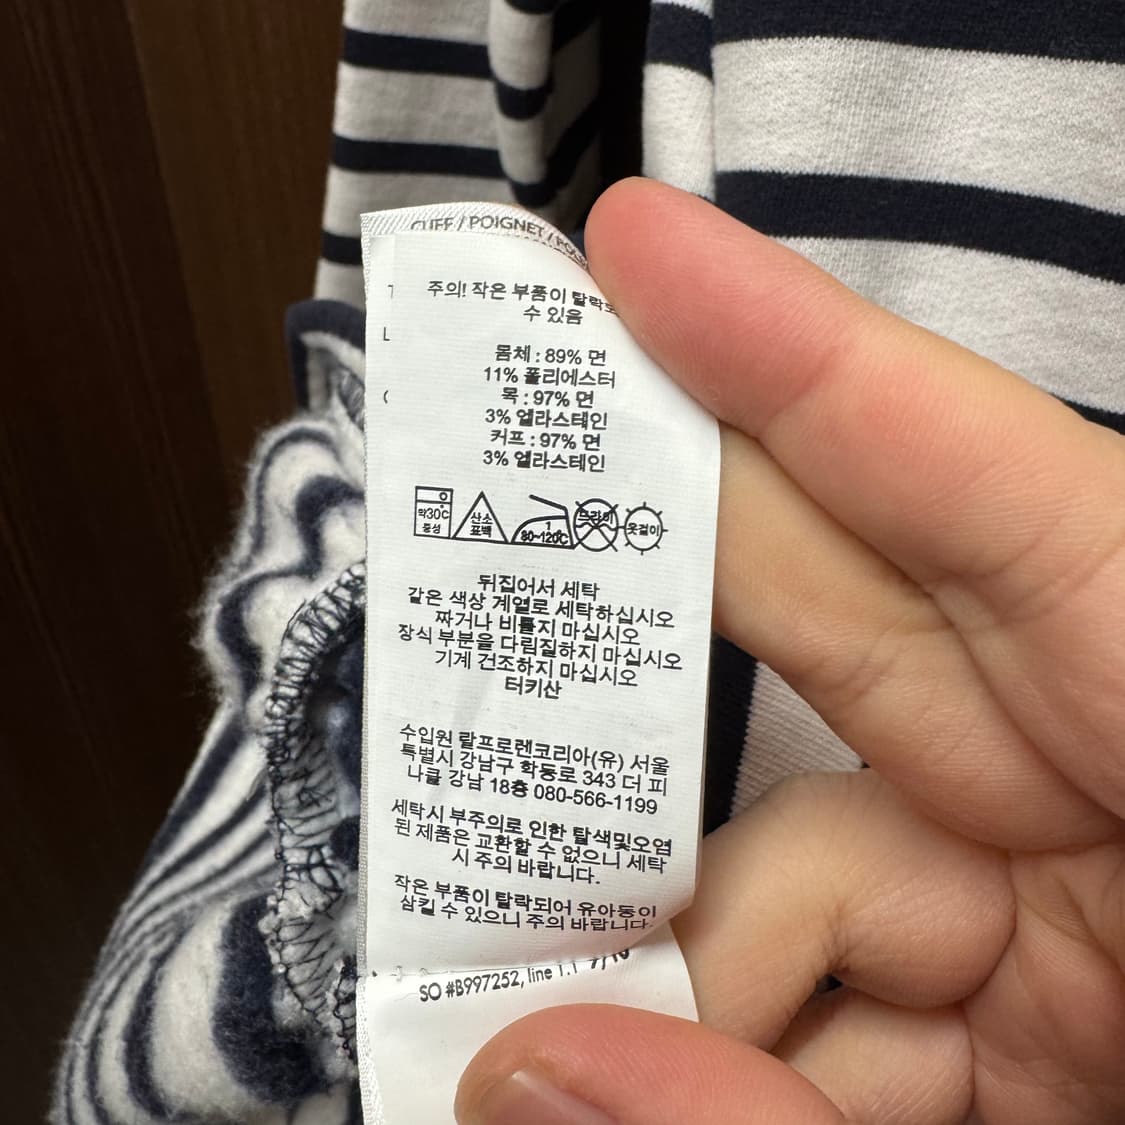 CUFF / POIGNET /
주의! 작은 부품이
수 있음
몸체 : 89% 면
11% 폴리에스터
목 : 97% 면
3% 엘라스테인
커프 : 97% 면
3% 엘라스테인
약30℃
중성
산소
표백
1
80~120℃
드라이
옷걸이
뒤집어서 세탁
같은 색상 계열로 세탁하십시오
짜거나 비틀지 마십시오
장식 부분을 다림질하지 마십시오
기계 건조하지 마십시오
터키산
수입원 랄프로렌코리아(유) 서울
특별시 강남구 학동로 343 더 피
나클 강남 18층 080-566-1199
세탁시 부주의로 인한 탈색및오염
된 제품은 교환할 수 없으니 세탁
시 주의 바랍니다.
작은 부품이 탈락되어 유아동이
삼킬 수 있으니 주의 바랍니다.
SO #B997252, line 1.1